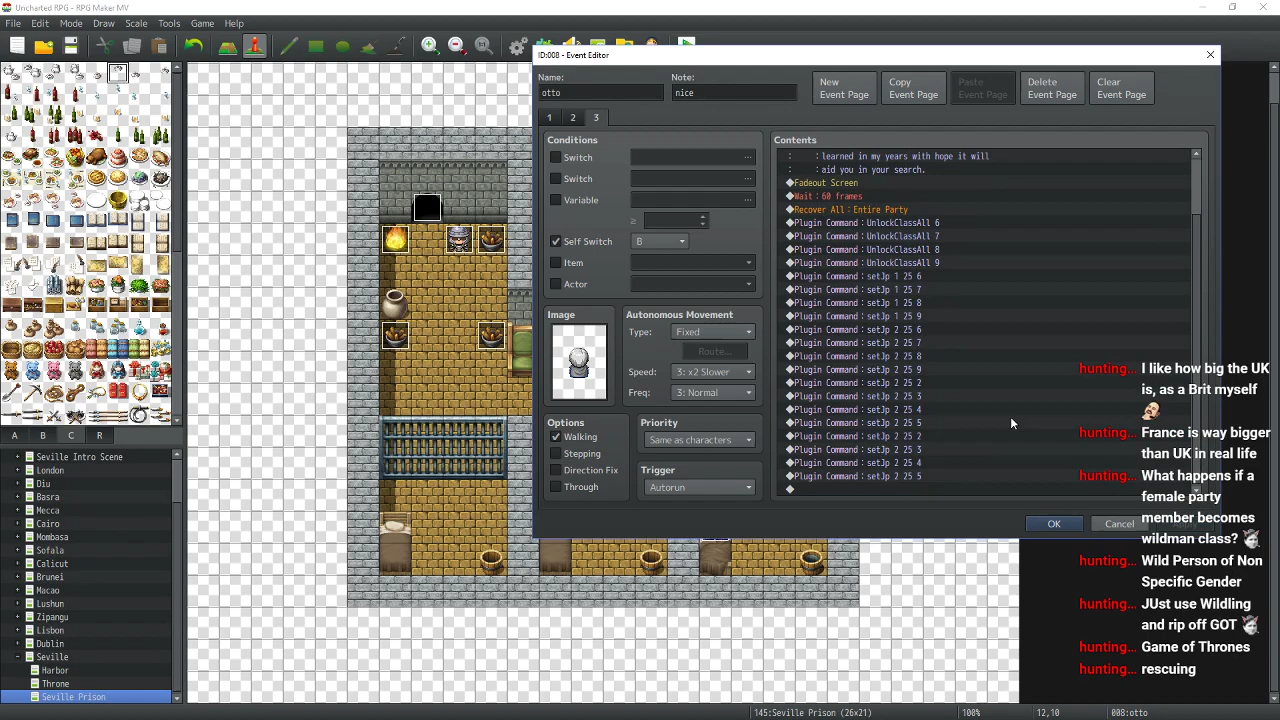 Uncharted RPG - RPG Maker MV
File Edit Mode Draw Scale Tools Game Help
ID:008 - Event Editor
Name: Note:
otto nice
New Event Page
Copy Event Page
Paste Event Page
Delete Event Page
Clear Event Page
1 2 3
Conditions
Switch ...
Switch ...
Variable ...
≥
Self Switch B
Item
Actor
Image
Autonomous Movement
Type: Fixed
Route...
Speed: 3: x2 Slower
Freq: 3: Normal
Options
Walking
Stepping
Direction Fix
Through
Priority
Same as characters
Trigger
Autorun
Contents
: : learned in my years with hope it will
: : aid you in your search.
◆Fadeout Screen
◆Wait : 60 frames
◆Recover All : Entire Party
◆Plugin Command : UnlockClassAll 6
◆Plugin Command : UnlockClassAll 7
◆Plugin Command : UnlockClassAll 8
◆Plugin Command : UnlockClassAll 9
◆Plugin Command : setJp 1 25 6
◆Plugin Command : setJp 1 25 7
◆Plugin Command : setJp 1 25 8
◆Plugin Command : setJp 1 25 9
◆Plugin Command : setJp 2 25 6
◆Plugin Command : setJp 2 25 7
◆Plugin Command : setJp 2 25 8
◆Plugin Command : setJp 2 25 9
◆Plugin Command : setJp 2 25 2
◆Plugin Command : setJp 2 25 3
◆Plugin Command : setJp 2 25 4
◆Plugin Command : setJp 2 25 5
◆Plugin Command : setJp 2 25 2
◆Plugin Command : setJp 2 25 3
◆Plugin Command : setJp 2 25 4
◆Plugin Command : setJp 2 25 5
◆
OK Cancel
A B C R
Seville Intro Scene
London
Diu
Basra
Mecca
Cairo
Mombasa
Sofala
Calicut
Brunei
Macao
Lushun
Zipangu
Lisbon
Dublin
Seville
Harbor
Throne
Seville Prison
hunting... I like how big the UK
is, as a Brit myself
hunting... France is way bigger
than UK in real life
hunting... What happens if a
female party
member becomes
wildman class?
hunting... Wild Person of Non
Specific Gender
hunting... JUst use Wildling
and rip off GOT
hunting... Game of Thrones
hunting... rescuing
145:Seville Prison (26x21) 100% 12,10 008:otto